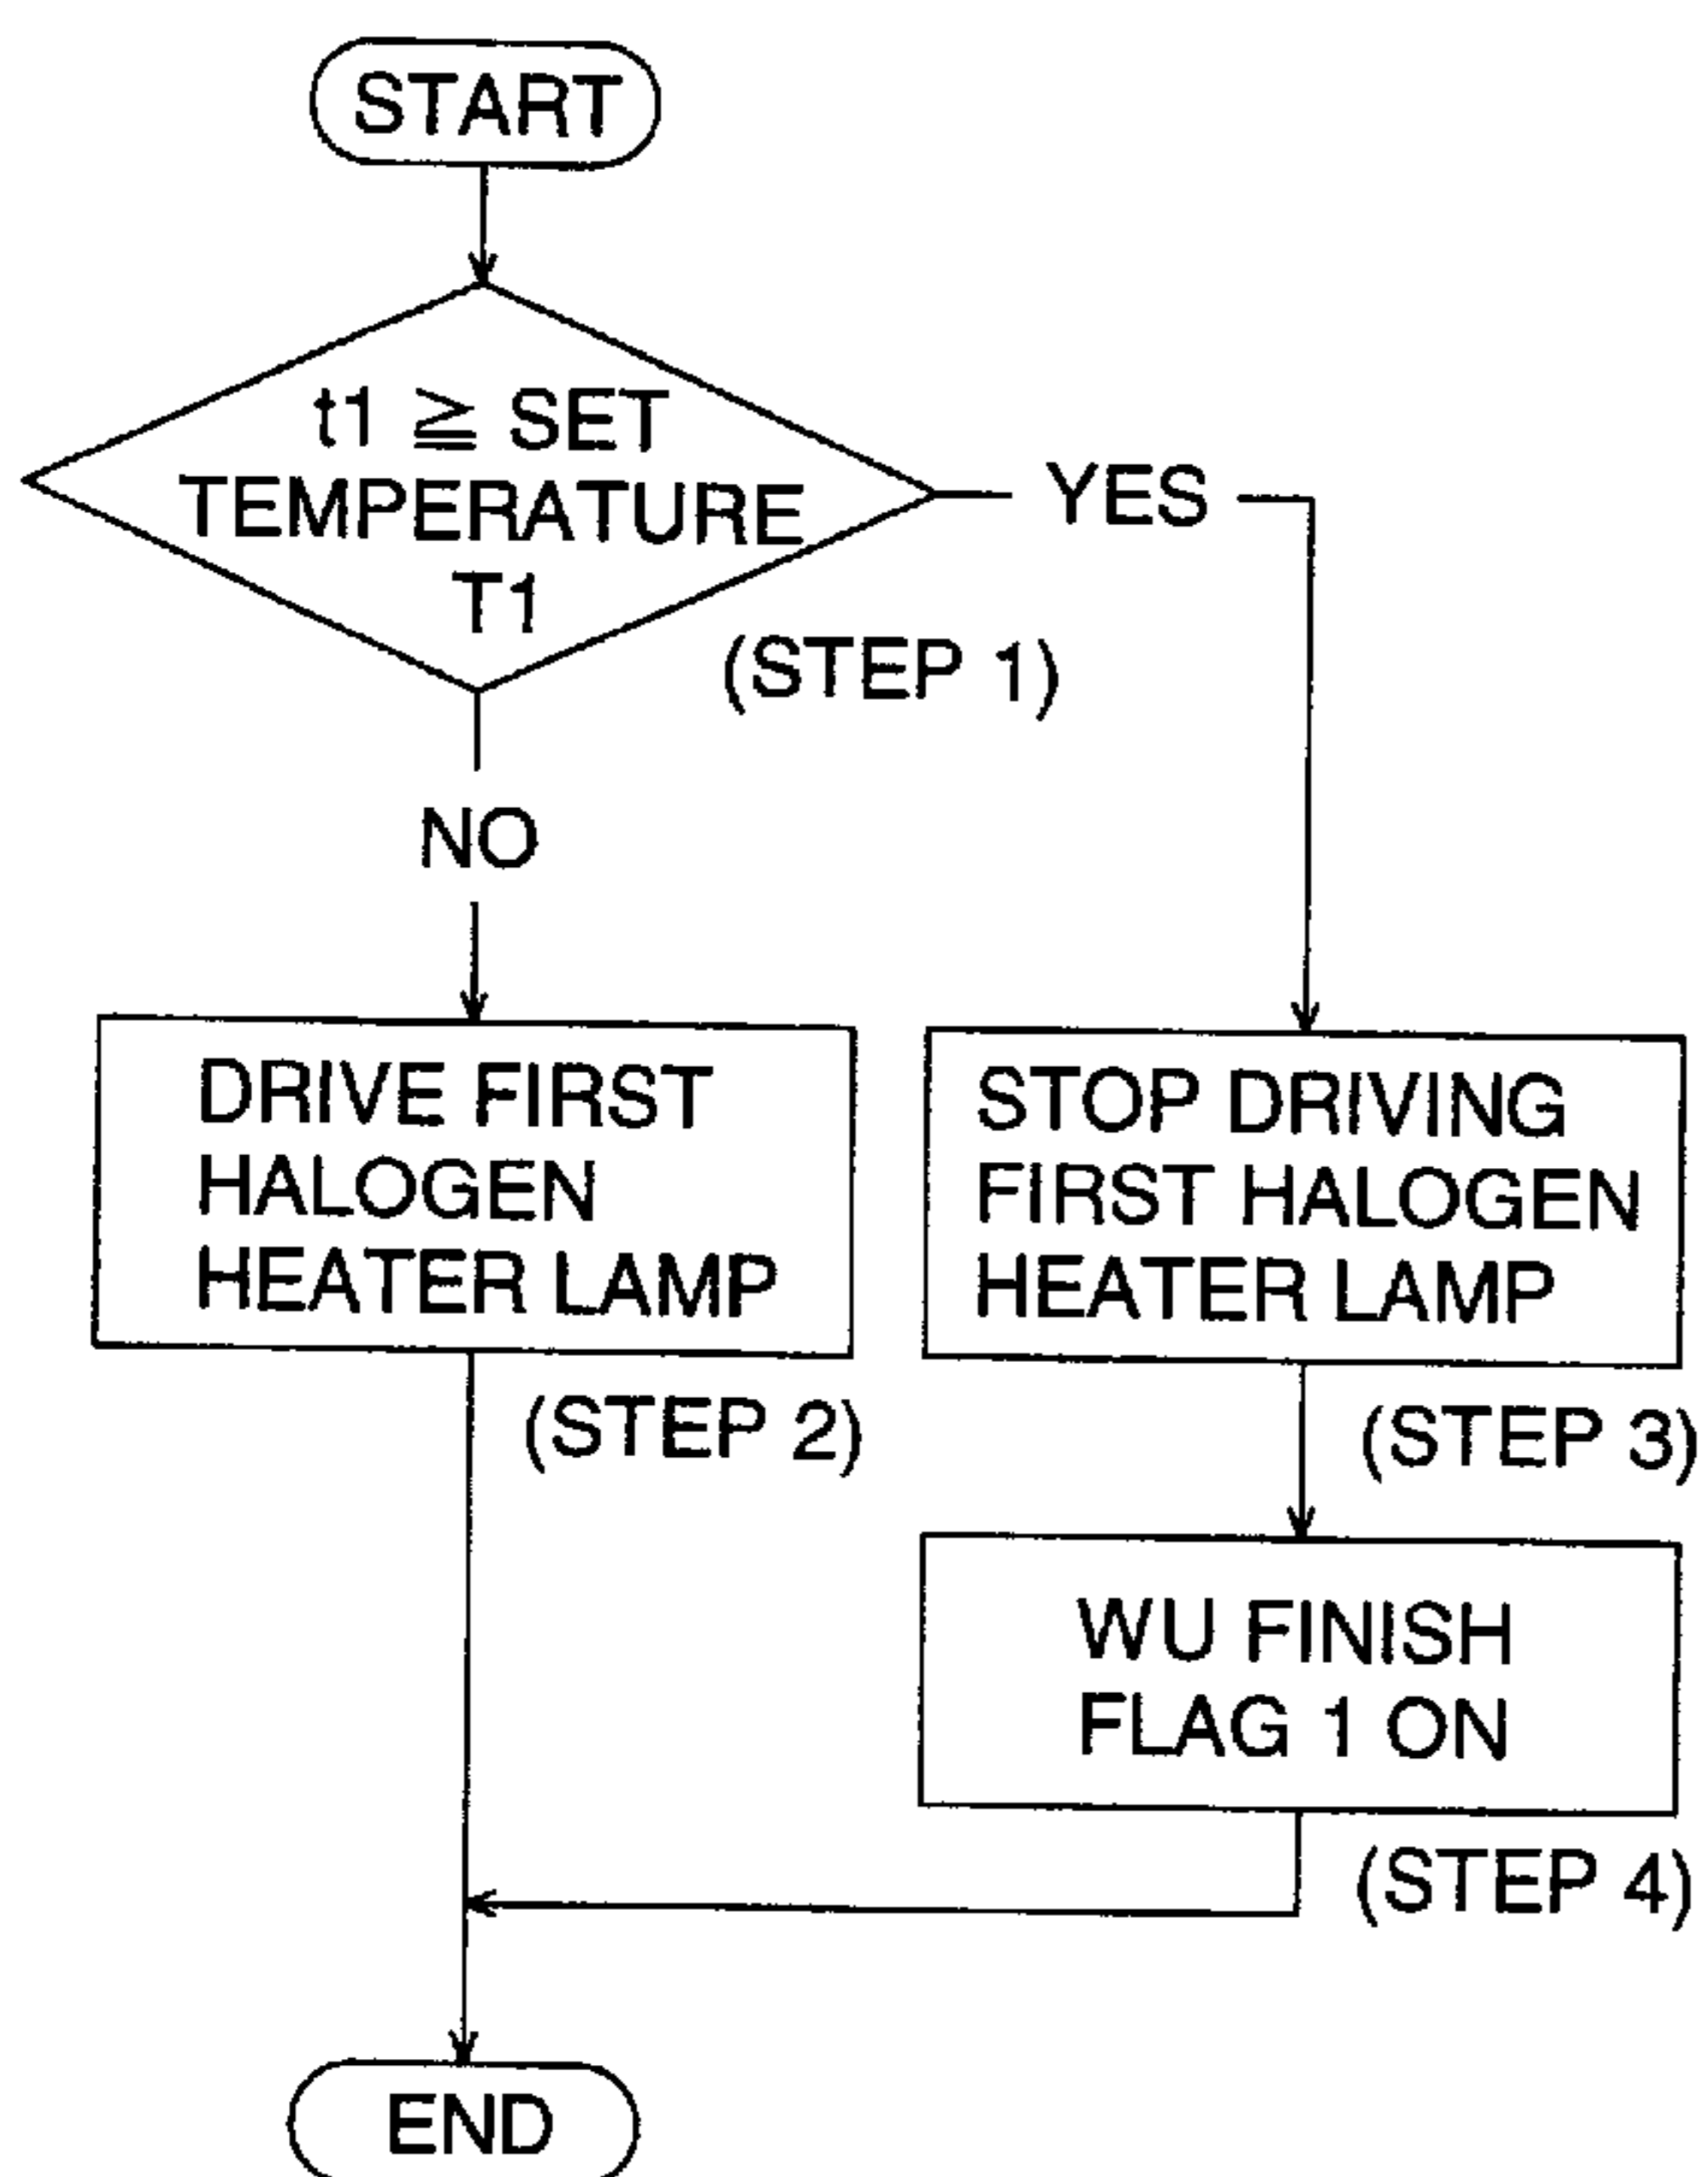 START
t1 ≧ SET
TEMPERATURE
T1
YES
(STEP 1)
NO
DRIVE FIRST
HALOGEN
HEATER LAMP
(STEP 2)
STOP DRIVING
FIRST HALOGEN
HEATER LAMP
(STEP 3)
WU FINISH
FLAG 1 ON
(STEP 4)
END